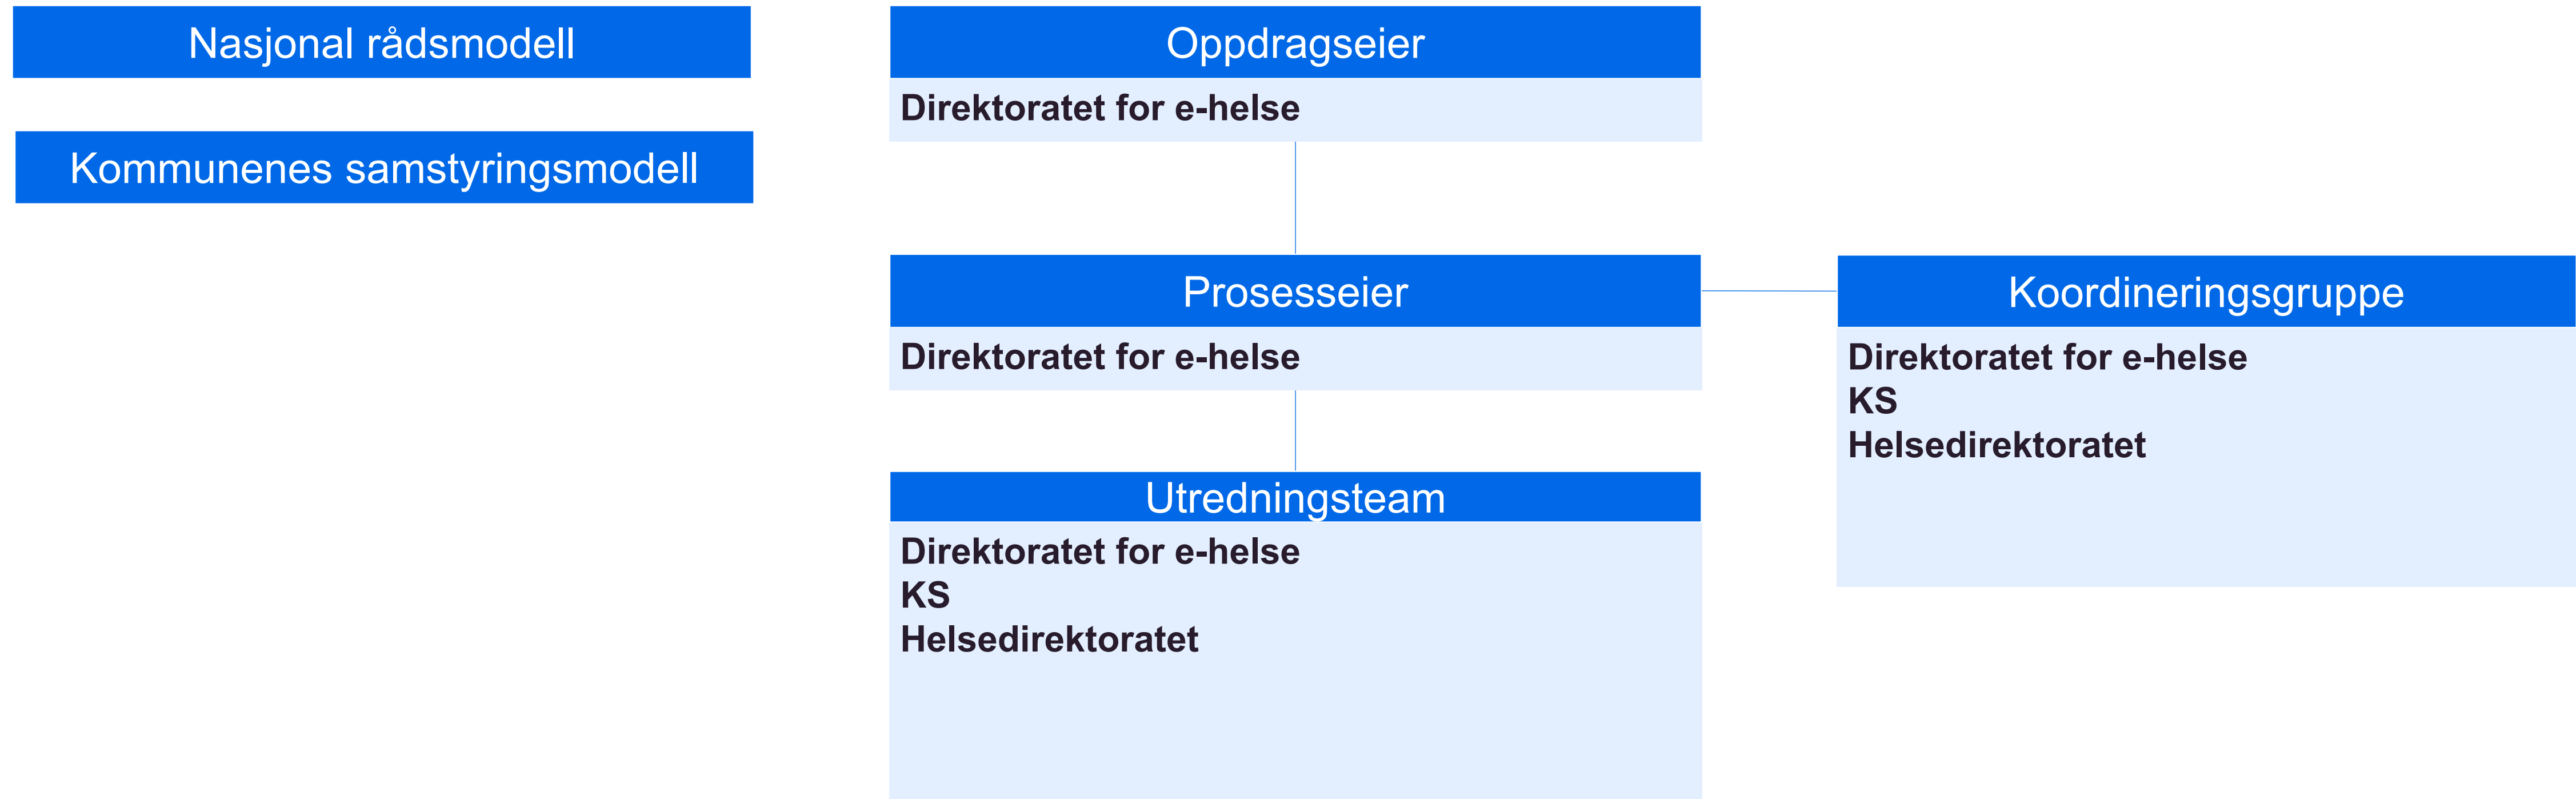 Nasjonal rådsmodell
Kommunenes samstyringsmodell
Oppdragseier
Direktoratet for e-helse
Prosesseier
Direktoratet for e-helse
Utredningsteam
Direktoratet for e-helse
KS
Helsedirektoratet
Koordineringsgruppe
Direktoratet for e-helse
KS
Helsedirektoratet